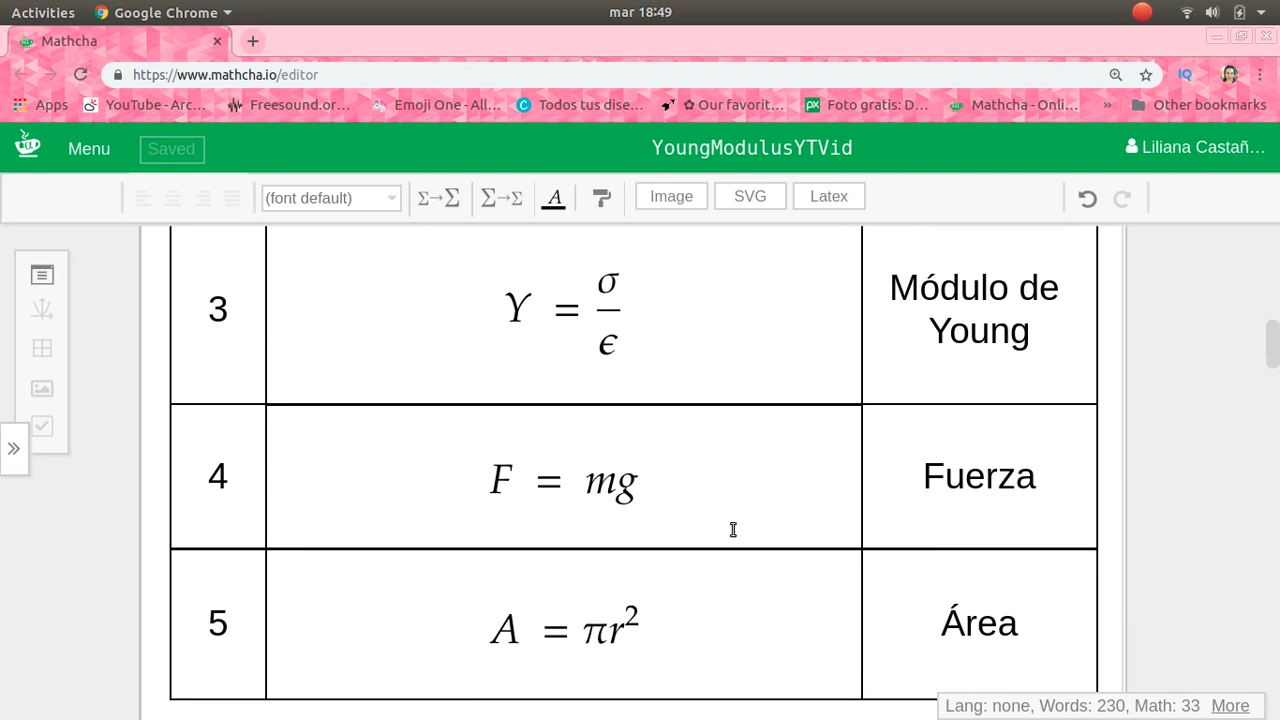 Activities Google Chrome mar 18:49
Mathcha
https://www.mathcha.io/editor
Apps YouTube - Arc... Freesound.or... Emoji One - All... Todos tus dise... ✿ Our favorit... Foto gratis: D... Mathcha - Onli... » Other bookmarks
Menu Saved YoungModulusYTVid Liliana Castañ...
(font default) Σ→Σ Σ→Σ A Image SVG Latex
3 Y = σ/ϵ Módulo de Young
4 F = mg Fuerza
5 A = πr² Área
Lang: none, Words: 230, Math: 33 More